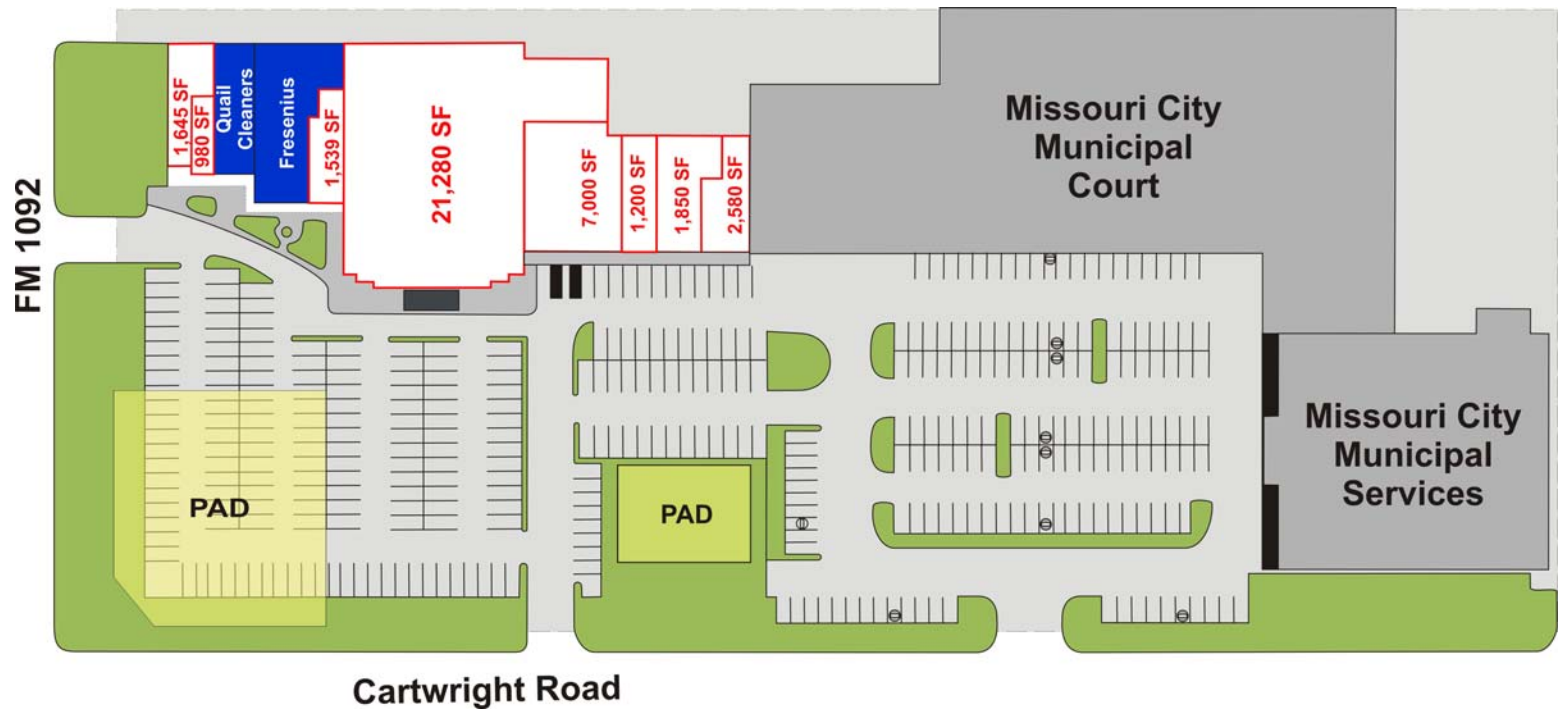 FM 1092
1,645 SF
980 SF
Quail
Cleaners
Fresenius
1,539 SF
21,280 SF
7,000 SF
1,200 SF
1,850 SF
2,580 SF
Missouri City
Municipal
Court
Missouri City
Municipal
Services
PAD
PAD
Cartwright Road